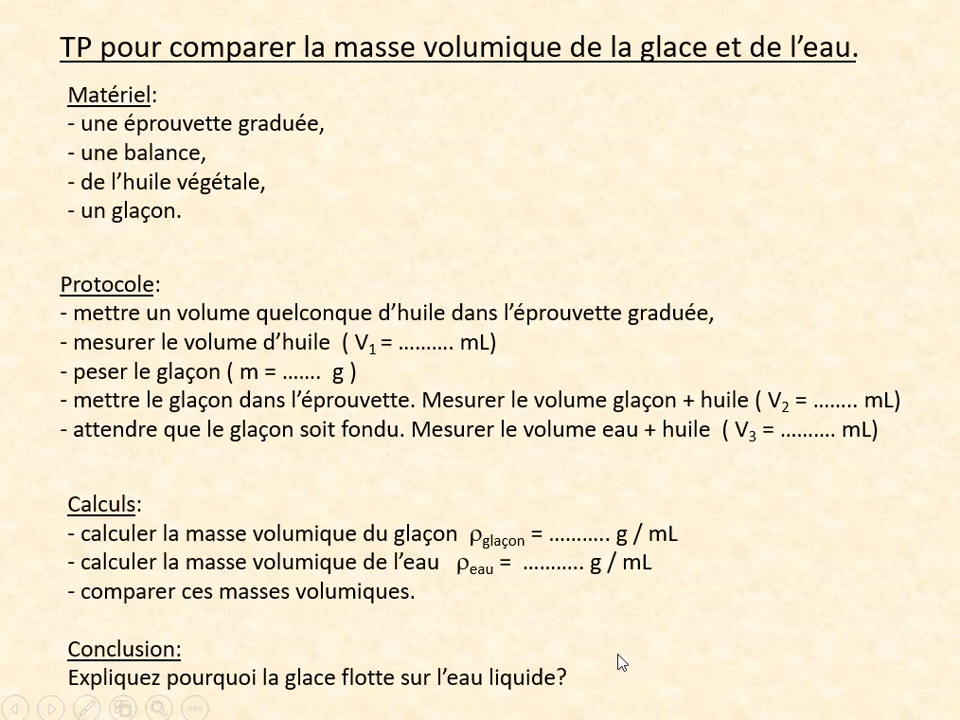 TP pour comparer la masse volumique de la glace et de l’eau.
Matériel:
- une éprouvette graduée,
- une balance,
- de l’huile végétale,
- un glaçon.
Protocole:
- mettre un volume quelconque d’huile dans l’éprouvette graduée,
- mesurer le volume d’huile ( V₁ = .......... mL)
- peser le glaçon ( m = ....... g )
- mettre le glaçon dans l’éprouvette. Mesurer le volume glaçon + huile ( V₂ = ........ mL)
- attendre que le glaçon soit fondu. Mesurer le volume eau + huile ( V₃ = .......... mL)
Calculs:
- calculer la masse volumique du glaçon ρglaçon = ........... g / mL
- calculer la masse volumique de l’eau ρeau = ........... g / mL
- comparer ces masses volumiques.
Conclusion:
Expliquez pourquoi la glace flotte sur l’eau liquide?